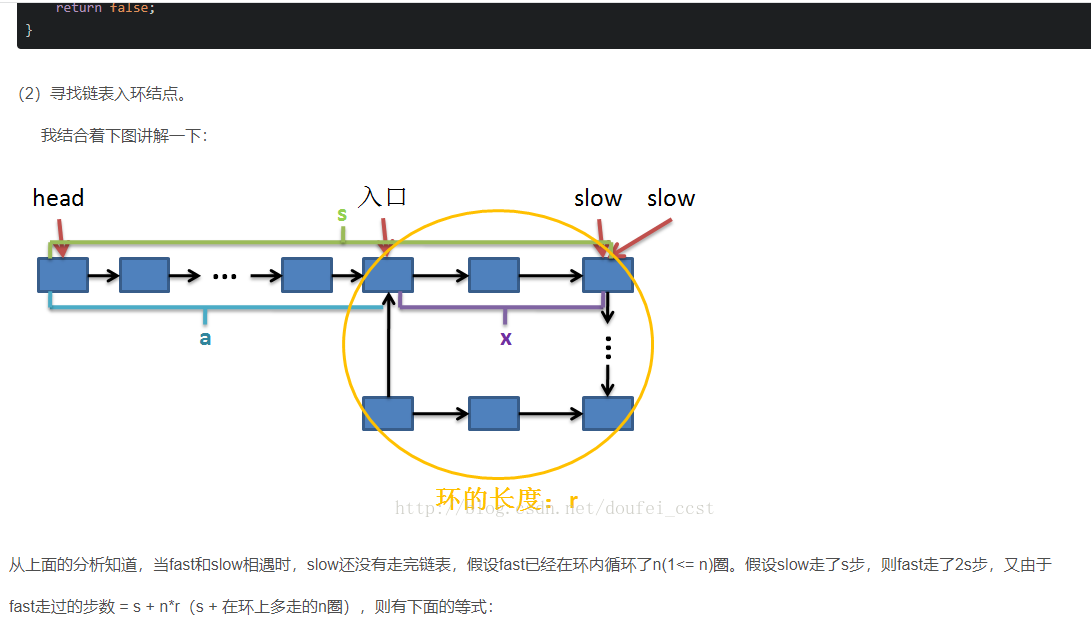 return false;
}
(2）寻找链表入环结点。
我结合着下图讲解一下：
head 入口 slow slow
s
...
a x
环的长度：r
http://blog.csdn.net/doufei_ccst
从上面的分析知道，当fast和slow相遇时，slow还没有走完链表，假设fast已经在环内循环了n(1<= n)圈。假设slow走了s步，则fast走了2s步，又由于
fast走过的步数 = s + n*r（s + 在环上多走的n圈），则有下面的等式：